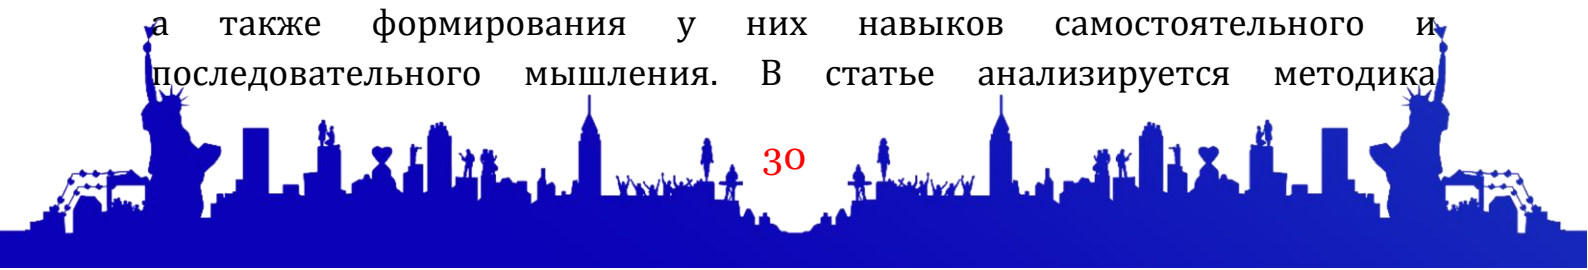 а также формирования у них навыков самостоятельного и
последовательного мышления. В статье анализируется методика
30